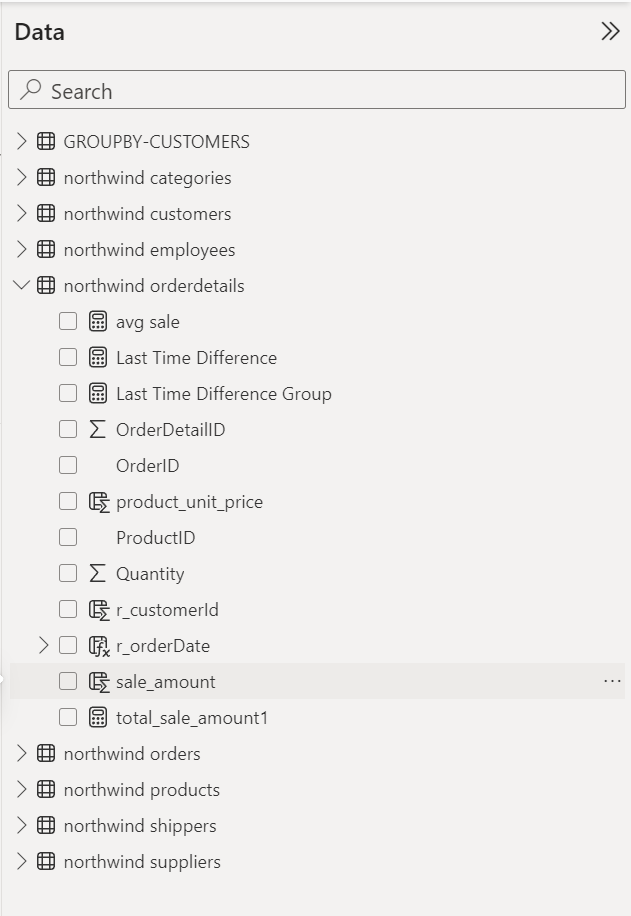 Data
Search
GROUPBY-CUSTOMERS
northwind categories
northwind customers
northwind employees
northwind orderdetails
avg sale
Last Time Difference
Last Time Difference Group
OrderDetailID
OrderID
product_unit_price
ProductID
Quantity
r_customerId
r_orderDate
sale_amount
total_sale_amount1
northwind orders
northwind products
northwind shippers
northwind suppliers